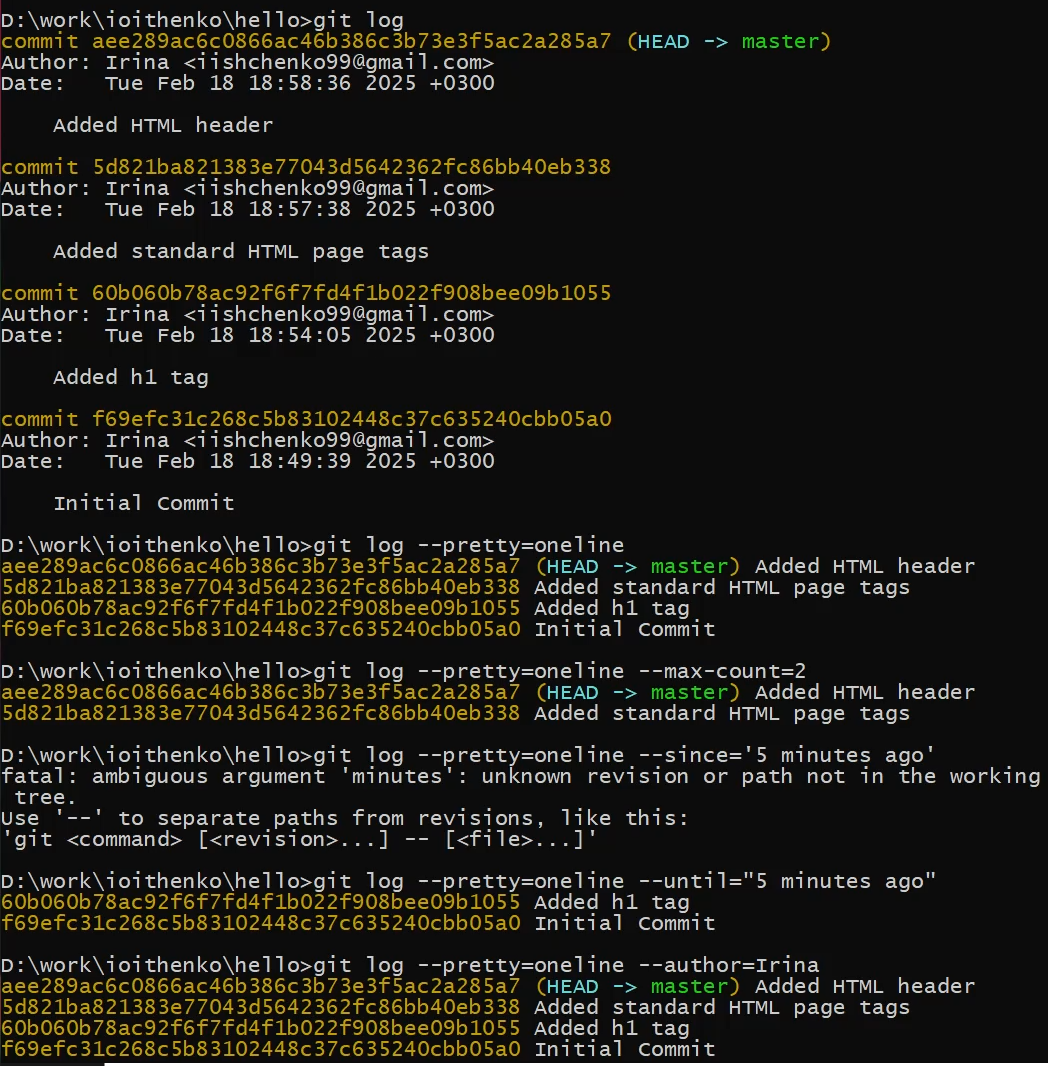 D:\work\ioithenko\hello>git log
commit aee289ac6c0866ac46b386c3b73e3f5ac2a285a7 (HEAD -> master)
Author: Irina <iishchenko99@gmail.com>
Date:   Tue Feb 18 18:58:36 2025 +0300

    Added HTML header

commit 5d821ba821383e77043d5642362fc86bb40eb338
Author: Irina <iishchenko99@gmail.com>
Date:   Tue Feb 18 18:57:38 2025 +0300

    Added standard HTML page tags

commit 60b060b78ac92f6f7fd4f1b022f908bee09b1055
Author: Irina <iishchenko99@gmail.com>
Date:   Tue Feb 18 18:54:05 2025 +0300

    Added h1 tag

commit f69efc31c268c5b83102448c37c635240cbb05a0
Author: Irina <iishchenko99@gmail.com>
Date:   Tue Feb 18 18:49:39 2025 +0300

    Initial Commit

D:\work\ioithenko\hello>git log --pretty=oneline
aee289ac6c0866ac46b386c3b73e3f5ac2a285a7 (HEAD -> master) Added HTML header
5d821ba821383e77043d5642362fc86bb40eb338 Added standard HTML page tags
60b060b78ac92f6f7fd4f1b022f908bee09b1055 Added h1 tag
f69efc31c268c5b83102448c37c635240cbb05a0 Initial Commit

D:\work\ioithenko\hello>git log --pretty=oneline --max-count=2
aee289ac6c0866ac46b386c3b73e3f5ac2a285a7 (HEAD -> master) Added HTML header
5d821ba821383e77043d5642362fc86bb40eb338 Added standard HTML page tags

D:\work\ioithenko\hello>git log --pretty=oneline --since='5 minutes ago'
fatal: ambiguous argument 'minutes': unknown revision or path not in the working
 tree.
Use '--' to separate paths from revisions, like this:
'git <command> [<revision>...] -- [<file>...]'

D:\work\ioithenko\hello>git log --pretty=oneline --until="5 minutes ago"
60b060b78ac92f6f7fd4f1b022f908bee09b1055 Added h1 tag
f69efc31c268c5b83102448c37c635240cbb05a0 Initial Commit

D:\work\ioithenko\hello>git log --pretty=oneline --author=Irina
aee289ac6c0866ac46b386c3b73e3f5ac2a285a7 (HEAD -> master) Added HTML header
5d821ba821383e77043d5642362fc86bb40eb338 Added standard HTML page tags
60b060b78ac92f6f7fd4f1b022f908bee09b1055 Added h1 tag
f69efc31c268c5b83102448c37c635240cbb05a0 Initial Commit